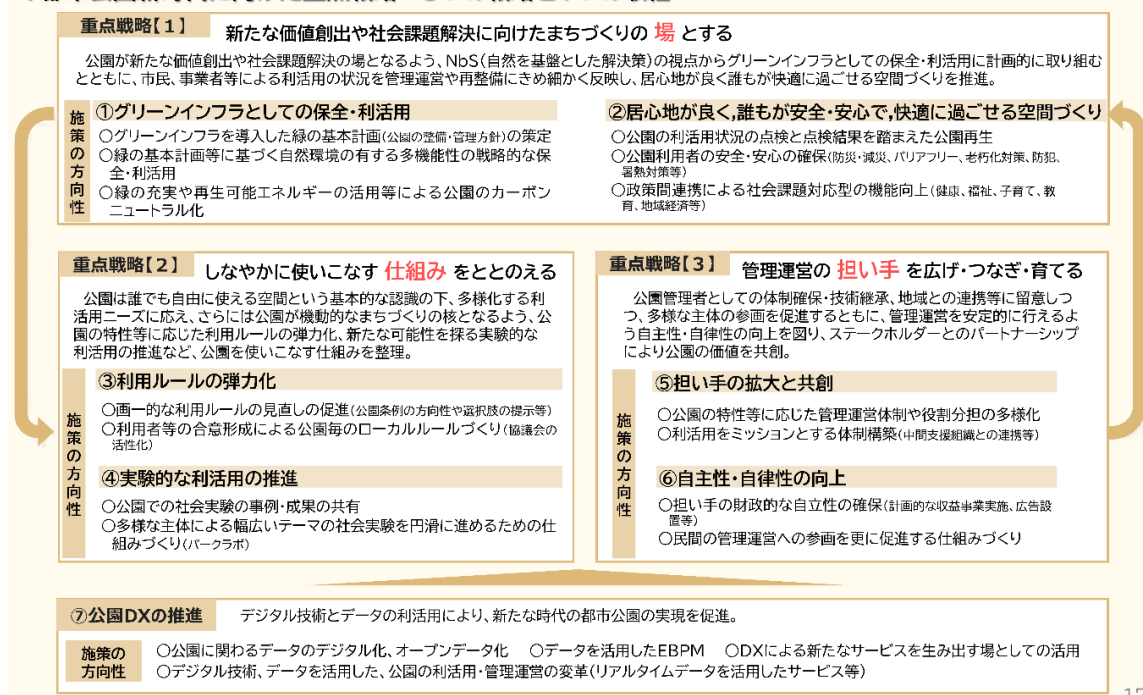 重点戦略【1】 新たな価値創出や社会課題解決に向けたまちづくりの 場 とする
公園が新たな価値創出や社会課題解決の場となるよう、NbS(自然を基盤とした解決策)の視点からグリーンインフラとしての保全・利活用に計画的に取り組む
とともに、市民、事業者等による利活用の状況を管理運営や再整備にきめ細かく反映し、居心地が良く誰もが快適に過ごせる空間づくりを推進。
施策の方向性
①グリーンインフラとしての保全・利活用
○グリーンインフラを導入した緑の基本計画(公園の整備・管理方針)の策定
○緑の基本計画等に基づく自然環境の有する多機能性の戦略的な保
全・利活用
○緑の充実や再生可能エネルギーの活用等による公園のカーボン
ニュートラル化
②居心地が良く,誰もが安全・安心で,快適に過ごせる空間づくり
○公園の利活用状況の点検と点検結果を踏まえた公園再生
○公園利用者の安全・安心の確保(防災・減災、バリアフリー、老朽化対策、防犯、
暑熱対策等)
○政策間連携による社会課題対応型の機能向上(健康、福祉、子育て、教
育、地域経済等)
重点戦略【2】 しなやかに使いこなす 仕組み をととのえる
公園は誰でも自由に使える空間という基本的な認識の下、多様化する利
活用ニーズに応え、さらには公園が機動的なまちづくりの核となるよう、公
園の特性等に応じた利用ルールの弾力化、新たな可能性を探る実験的な
利活用の推進など、公園を使いこなす仕組みを整理。
施策の方向性
③利用ルールの弾力化
○画一的な利用ルールの見直しの促進(公園条例の方向性や選択肢の提示等)
○利用者等の合意形成による公園毎のローカルルールづくり(協議会の
活性化)
④実験的な利活用の推進
○公園での社会実験の事例・成果の共有
○多様な主体による幅広いテーマの社会実験を円滑に進めるための仕
組みづくり(パークラボ)
重点戦略【3】 管理運営の 担い手 を広げ・つなぎ・育てる
公園管理者としての体制確保・技術継承、地域との連携等に留意しつ
つ、多様な主体の参画を促進するともに、管理運営を安定的に行えるよ
う自主性・自律性の向上を図り、ステークホルダーとのパートナーシップ
により公園の価値を共創。
施策の方向性
⑤担い手の拡大と共創
○公園の特性等に応じた管理運営体制や役割分担の多様化
○利活用をミッションとする体制構築(中間支援組織との連携等)
⑥自主性・自律性の向上
○担い手の財政的な自立性の確保(計画的な収益事業実施、広告設
置等)
○民間の管理運営への参画を更に促進する仕組みづくり
⑦公園DXの推進 デジタル技術とデータの利活用により、新たな時代の都市公園の実現を促進。
施策の
方向性
○公園に関わるデータのデジタル化、オープンデータ化 ○データを活用したEBPM ○DXによる新たなサービスを生み出す場としての活用
○デジタル技術、データを活用した、公園の利活用・管理運営の変革(リアルタイムデータを活用したサービス等)